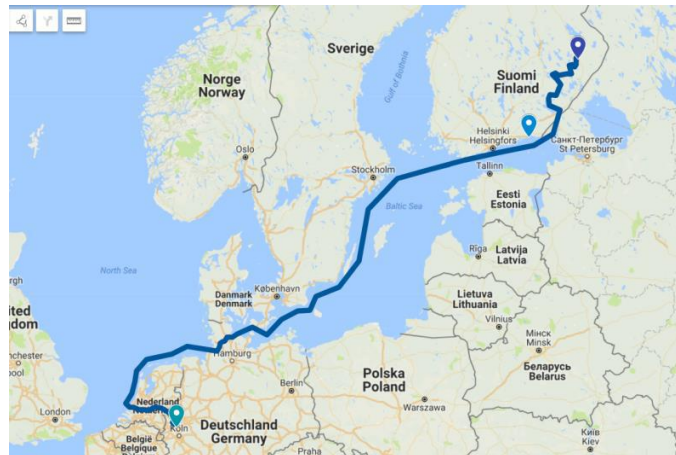 Sverige
Norge
Norway
Suomi
Finland
Gulf of Bothnia
Oslo
Helsinki
Helsingfors
Санкт-Петербург
St Petersburg
Stockholm
Tallinn
Eesti
Estonia
Baltic Sea
North Sea
Rīga
Latvija
Latvia
Danmark
Denmark
København
Lietuva
Lithuania
Vilnius
Мінск
Минск
Беларусь
Belarus
Hamburg
Berlin
Polska
Poland
Warszawa
London
Nederland
België
Belgique
Köln
Deutschland
Germany
Praha
Київ
Kiev